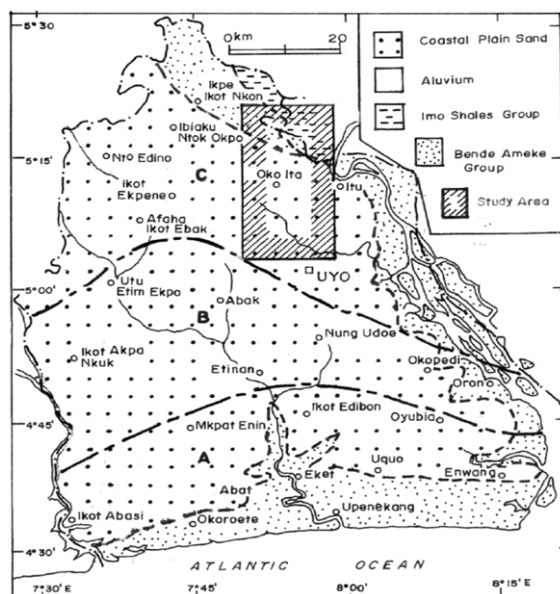 5° 30
0km 20
Coastal Plain Sand
Aluvium
Imo Shales Group
Bende Ameke
Group
Study Area
Ikpe
Ikot Nkon
Ibiaku
Ntok Okpo
5° 15'
Nto Edino
C
Oko Ita
Itu
ikot
Ekpene
Afaha
Ikot Ebak
UYO
5° 00
Utu
Etim Ekpo
Abak
B
Nung Udoe
Ikot Akpa
Nkuk
Etinan
Okopedi
Oron
4° 45
Ikot Edibon
Mkpat Enin
Oyubia
A
Uquo
Eket
Enwang
Abat
Ikot Abasi
Okoroete
Upenekang
4° 30
ATLANTIC OCEAN
7° 30' E
7° 45'
8° 00'
8° 15' E